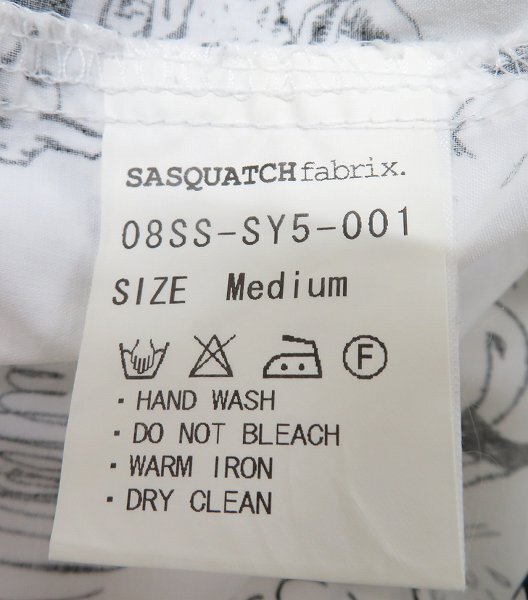 SASQUATCHfabrix.
08SS-SY5-001
SIZE Medium
F
· HAND WASH
· DO NOT BLEACH
· WARM IRON
· DRY CLEAN